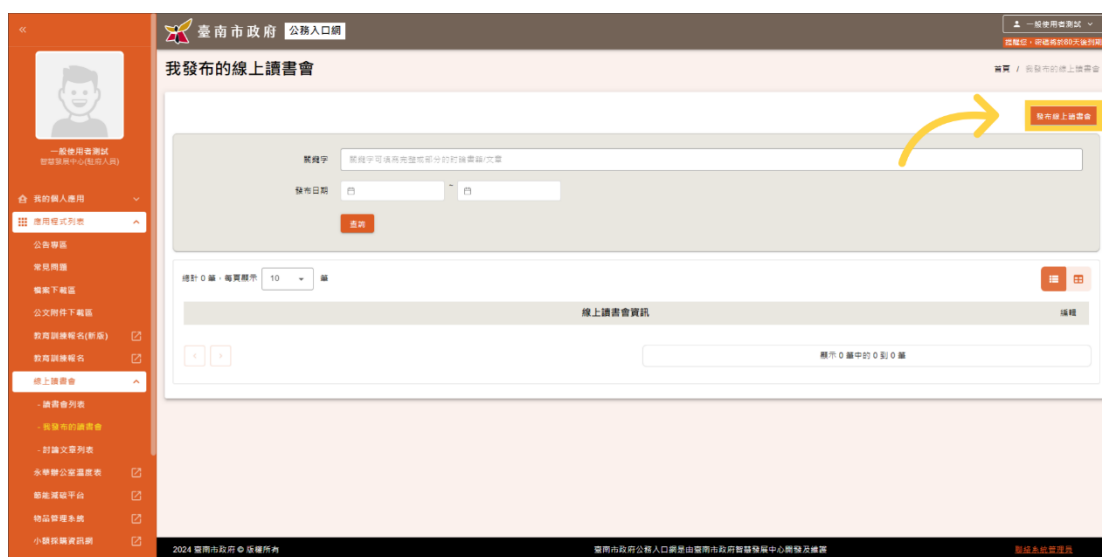 «
臺南市政府 公務入口網
一般使用者測試
提醒您，密碼將於80天後到期
我發布的線上讀書會
首頁 / 我發布的線上讀書會
發布線上讀書會
一般使用者測試
智慧發展中心(駐府人員)
關鍵字 關鍵字可填寫完整或部分的討論書籍/文章
發布日期 ~
查詢
我的個人應用
應用程式列表
公告專區
常見問題
檔案下載區
公文附件下載區
教育訓練報名(新版)
教育訓練報名
線上讀書會
- 讀書會列表
- 我發布的讀書會
- 討論文章列表
永華辦公室溫度表
節能減碳平台
物品管理系統
小額採購資訊網
總計 0 筆，每頁顯示 10 筆
線上讀書會資訊 編輯
‹ ›
顯示 0 筆中的 0 到 0 筆
2024 臺南市政府 © 版權所有
臺南市政府公務入口網是由臺南市政府智慧發展中心開發及維護
聯絡系統管理員